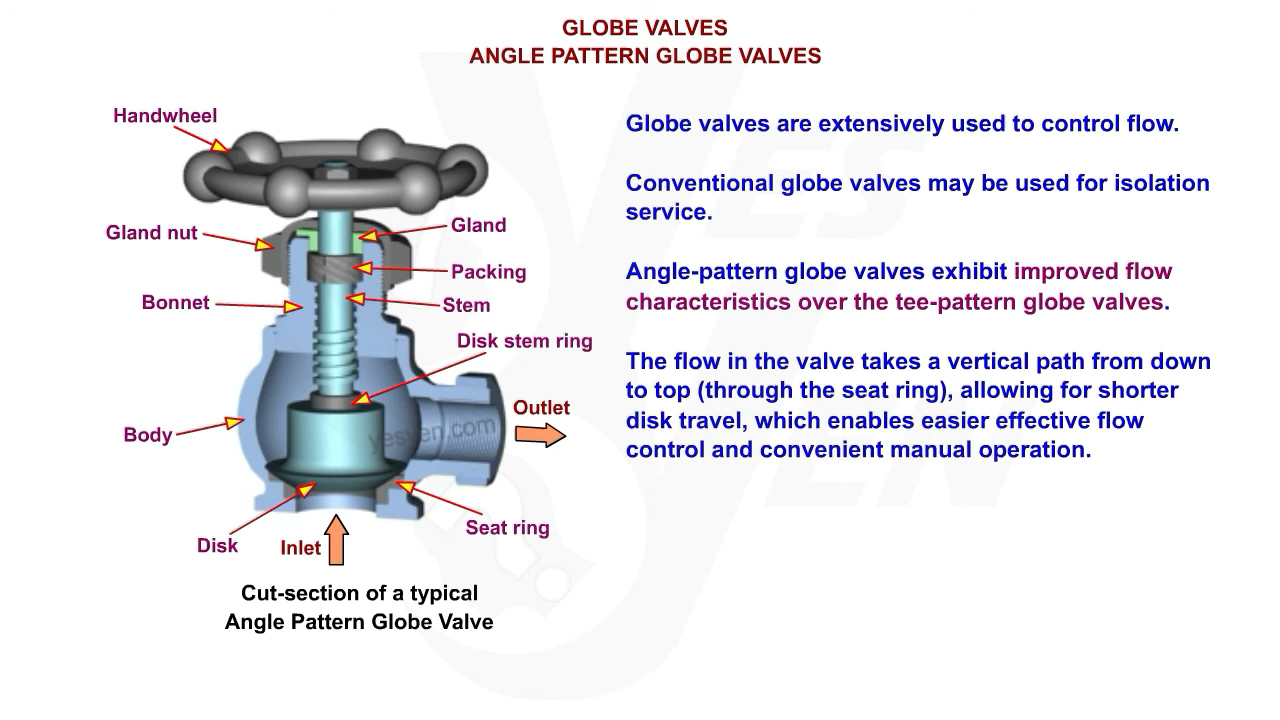 GLOBE VALVES
ANGLE PATTERN GLOBE VALVES
Handwheel
Gland nut
Gland
Packing
Bonnet
Stem
Disk stem ring
Outlet
Body
yesyen.com
Seat ring
Disk
Inlet
Cut-section of a typical
Angle Pattern Globe Valve
Globe valves are extensively used to control flow.
Conventional globe valves may be used for isolation
service.
Angle-pattern globe valves exhibit improved flow
characteristics over the tee-pattern globe valves.
The flow in the valve takes a vertical path from down
to top (through the seat ring), allowing for shorter
disk travel, which enables easier effective flow
control and convenient manual operation.
YES
YEN